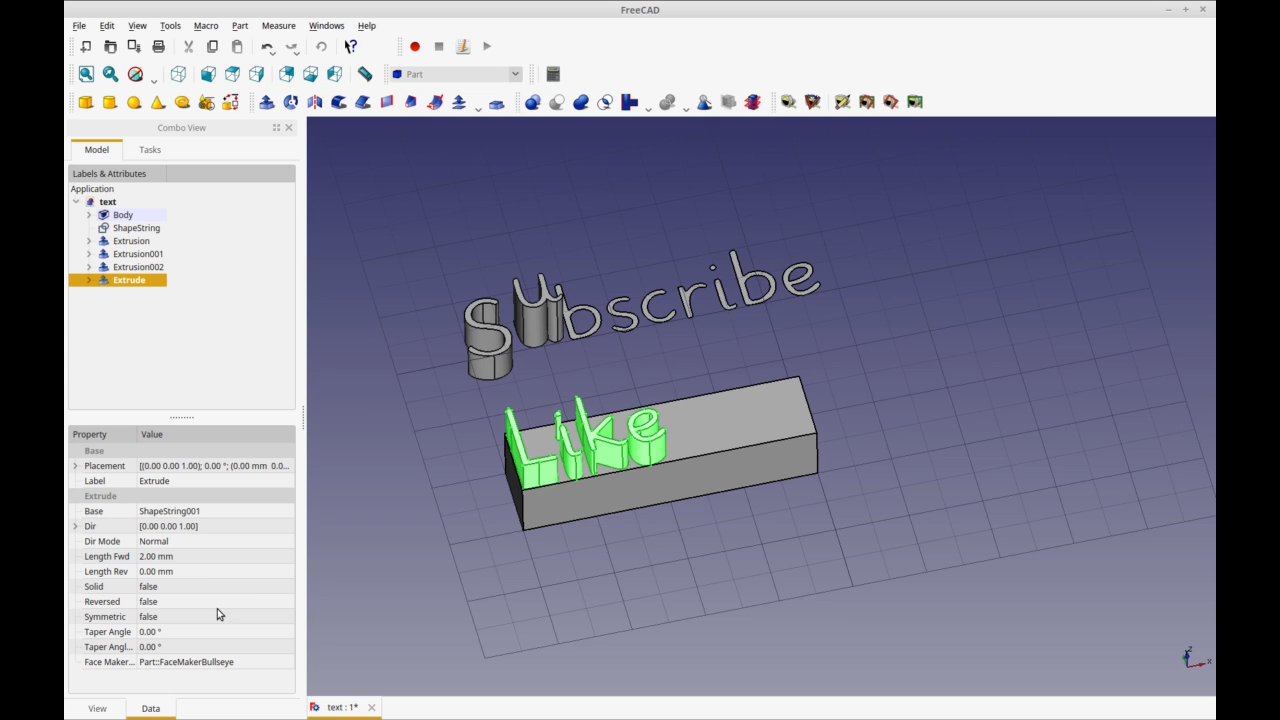 FreeCAD
File Edit View Tools Macro Part Measure Windows Help
Part
Combo View
Model Tasks
Labels & Attributes
Application
text
Body
ShapeString
Extrusion
Extrusion001
Extrusion002
Extrude
Subscribe
Like
Property Value
Base
Placement [(0.00 0.00 1.00); 0.00 °; (0.00 mm 0.0...
Label Extrude
Extrude
Base ShapeString001
Dir [0.00 0.00 1.00]
Dir Mode Normal
Length Fwd 2.00 mm
Length Rev 0.00 mm
Solid false
Reversed false
Symmetric false
Taper Angle 0.00 °
Taper Angl... 0.00 °
Face Maker... Part::FaceMakerBullseye
View Data
text : 1*
Z
X